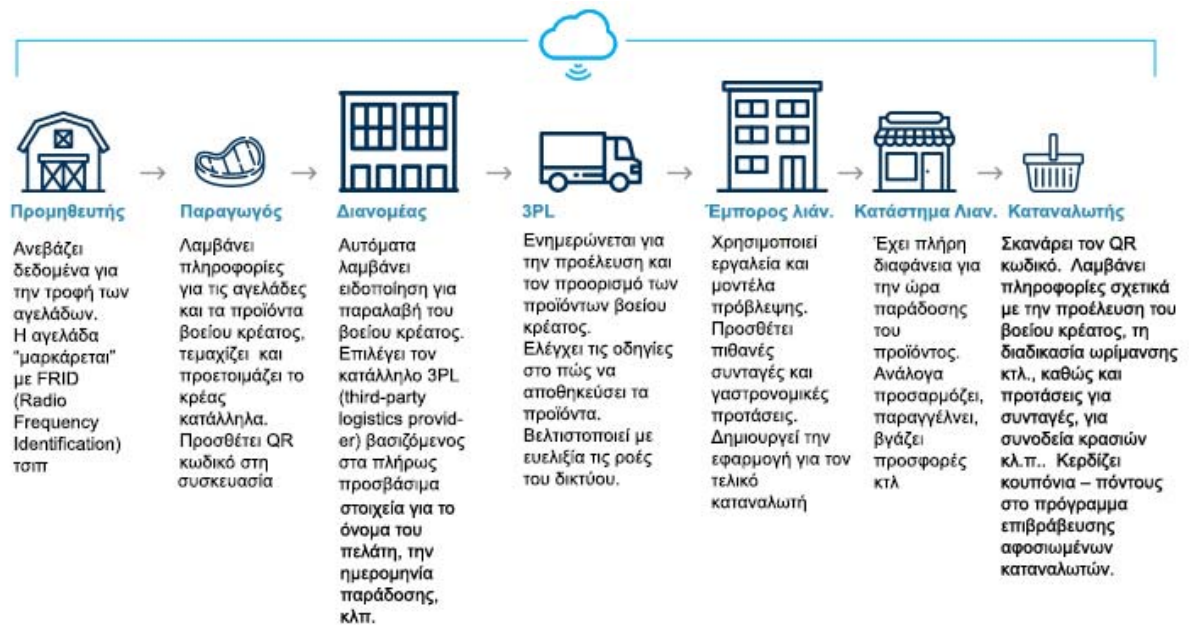 Προμηθευτής
Ανεβάζει
δεδομένα για
την τροφή των
αγελάδων.
Η αγελάδα
"μαρκάρεται"
με FRID
(Radio
Frequency
Identification)
τσιπ
Παραγωγός
Λαμβάνει
πληροφορίες
για τις αγελάδες
και τα προϊόντα
βοείου κρέατος,
τεμαχίζει και
προετοιμάζει το
κρέας
κατάλληλα.
Προσθέτει QR
κωδικό στη
συσκευασία
Διανομέας
Αυτόματα
λαμβάνει
ειδοποίηση για
παραλαβή του
βοείου κρέατος.
Επιλέγει τον
κατάλληλο 3PL
(third-party
logistics provid-
er) βασιζόμενος
στα πλήρως
προσβάσιμα
στοιχεία για το
όνομα του
πελάτη, την
ημερομηνία
παράδοσης,
κλπ.
3PL
Ενημερώνεται για
την προέλευση και
τον προορισμό των
προϊόντων βοείου
κρέατος.
Ελέγχει τις οδηγίες
στο πώς να
αποθηκεύσει τα
προϊόντα.
Βελτιστοποιεί με
ευελιξία τις ροές
του δικτύου.
Έμπορος λιάν.
Χρησιμοποιεί
εργαλεία και
μοντέλα
πρόβλεψης.
Προσθέτει
πιθανές
συνταγές και
γαστρονομικές
προτάσεις.
Δημιουργεί την
εφαρμογή για τον
τελικό
καταναλωτή
Κατάστημα Λιαν.
Έχει πλήρη
διαφάνεια για
την ώρα
παράδοσης
του
προϊόντος.
Ανάλογα
προσαρμόζει,
παραγγέλνει,
βγάζει
προσφορές
κτλ
Καταναλωτής
Σκανάρει τον QR
κωδικό. Λαμβάνει
πληροφορίες σχετικά
με την προέλευση του
βοείου κρέατος, τη
διαδικασία ωρίμανσης
κτλ., καθώς και
προτάσεις για
συνταγές, για
συνοδεία κρασιών
κλ.π.. Κερδίζει
κουπόνια – πόντους
στο πρόγραμμα
επιβράβευσης
αφοσιωμένων
καταναλωτών.